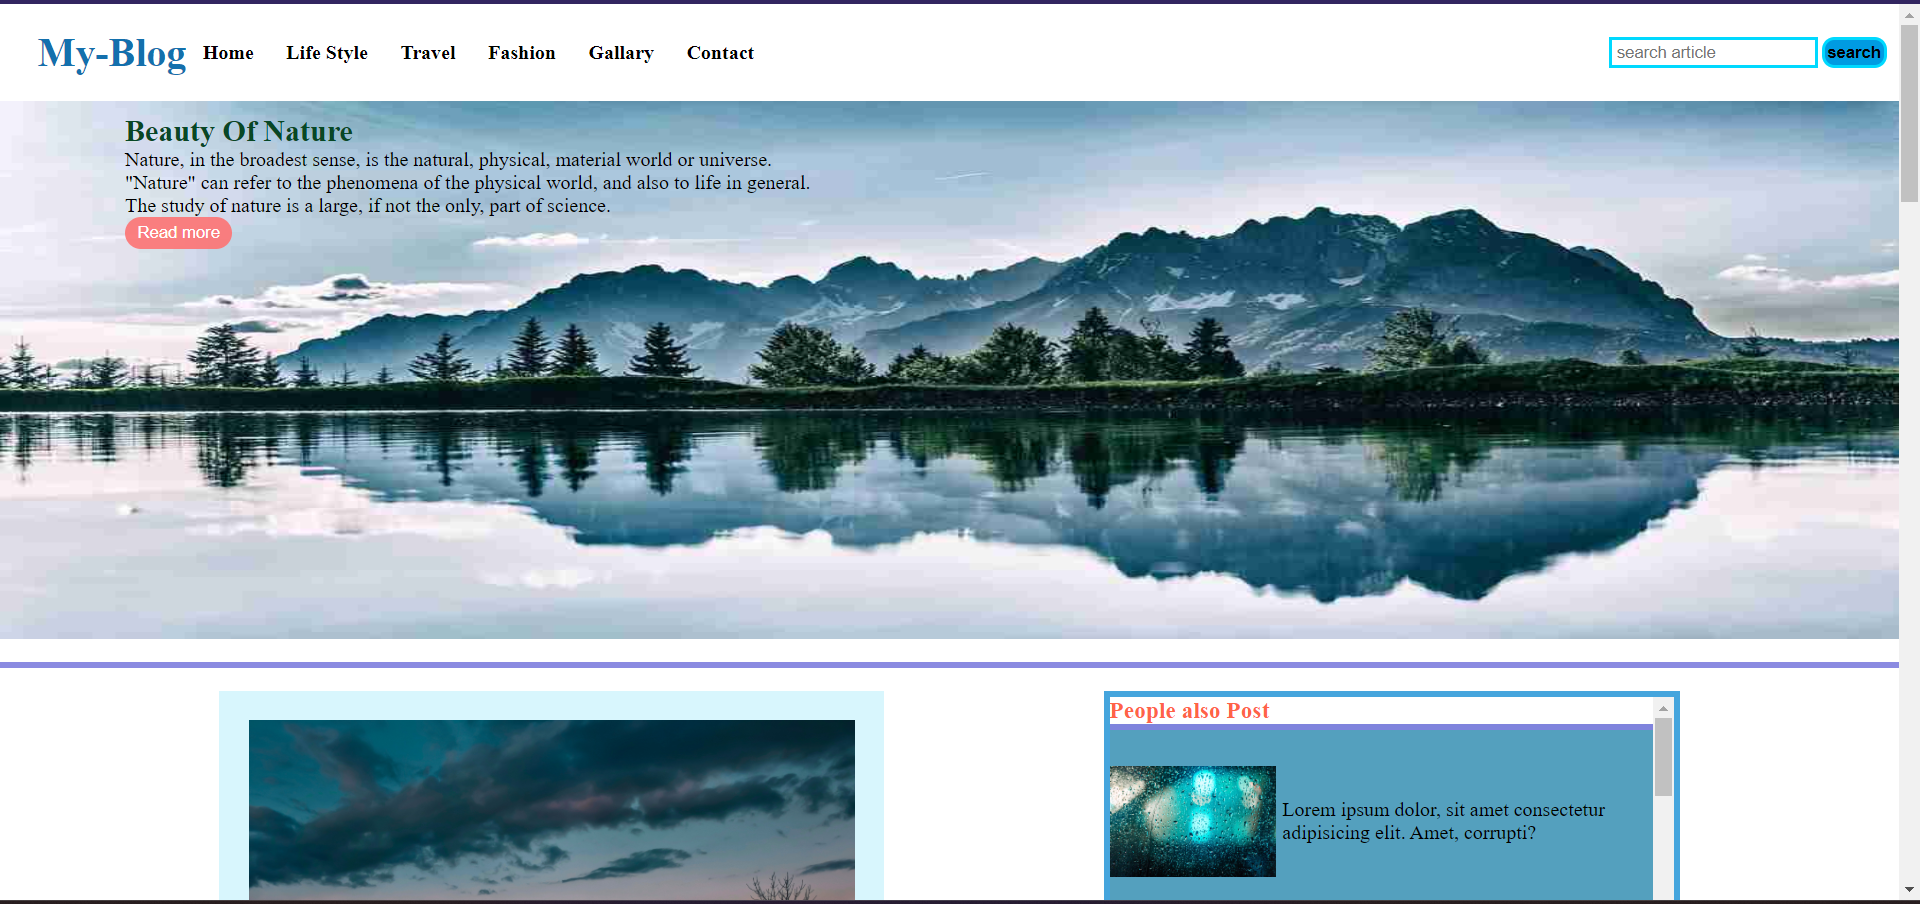 My-Blog Home Life Style Travel Fashion Gallary Contact search article search
Beauty Of Nature
Nature, in the broadest sense, is the natural, physical, material world or universe.
"Nature" can refer to the phenomena of the physical world, and also to life in general.
The study of nature is a large, if not the only, part of science.
Read more
People also Post
Lorem ipsum dolor, sit amet consectetur
adipisicing elit. Amet, corrupti?